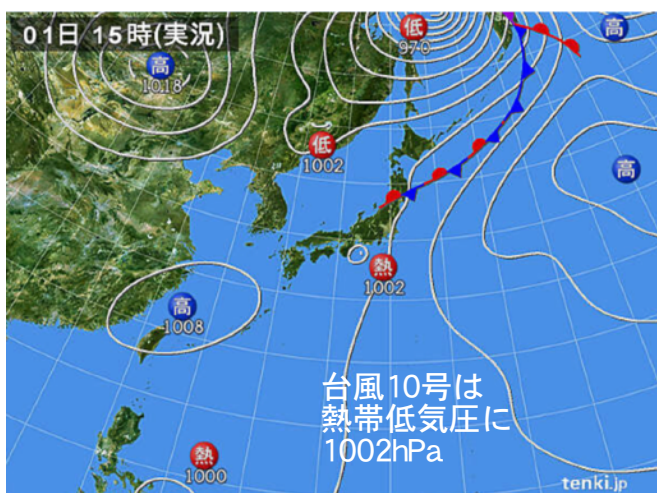 01日 15時(実況)
低
970
高
高
1018
低
1002
高
熱
1002
高
1008
台風10号は
熱帯低気圧に
1002hPa
熱
1000
tenki.jp